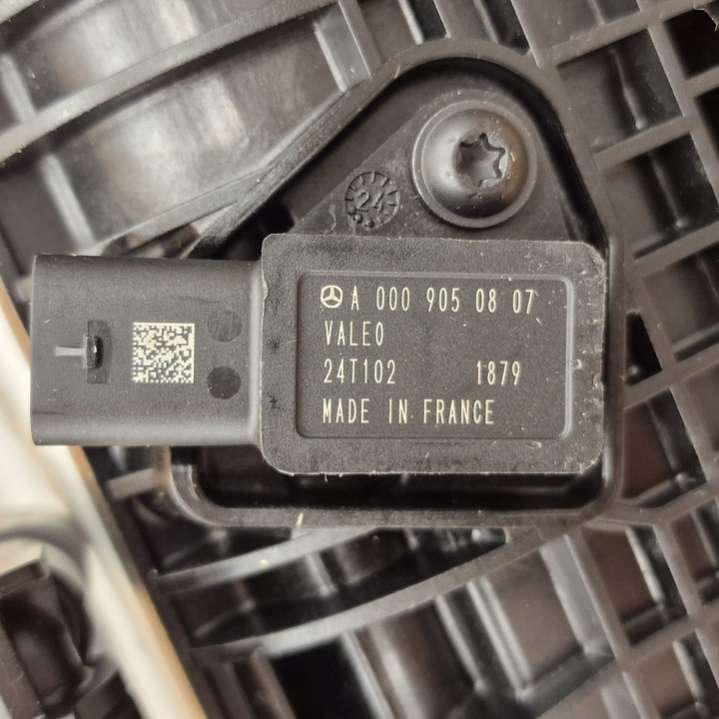 24
A 000 905 08 07
VALEO
24T102 1879
MADE IN FRANCE